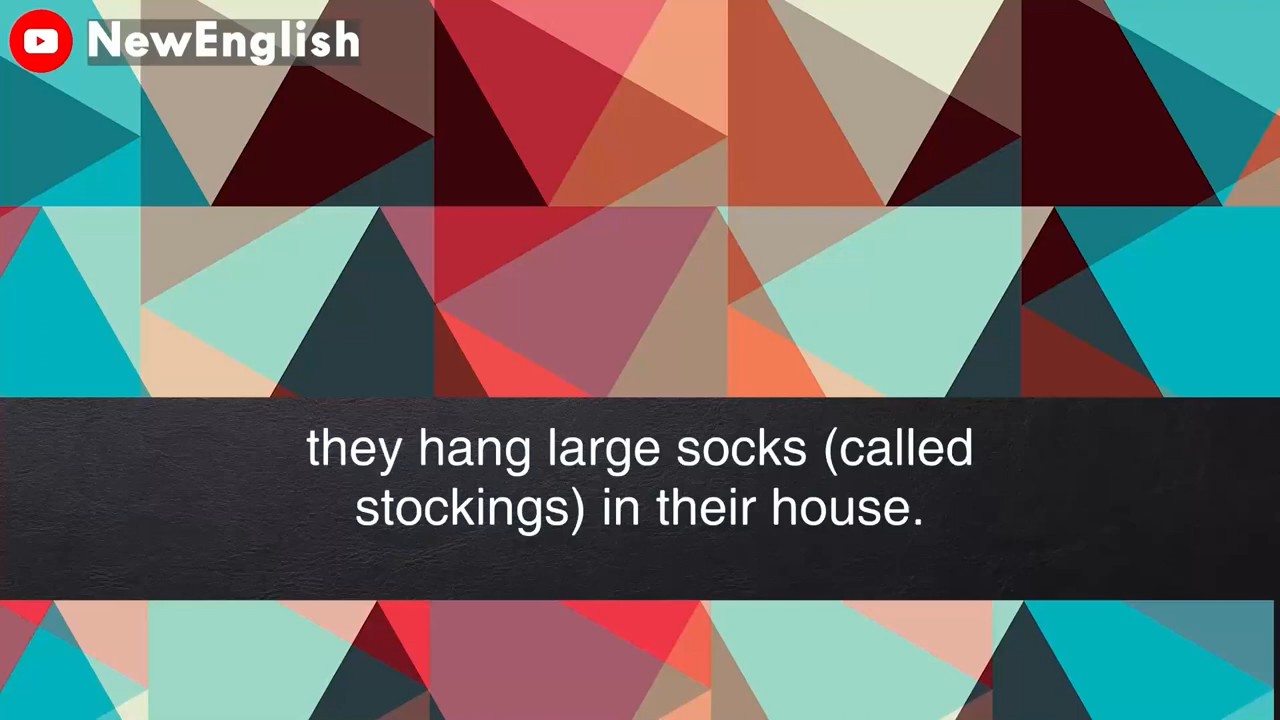 NewEnglish
they hang large socks (called
stockings) in their house.